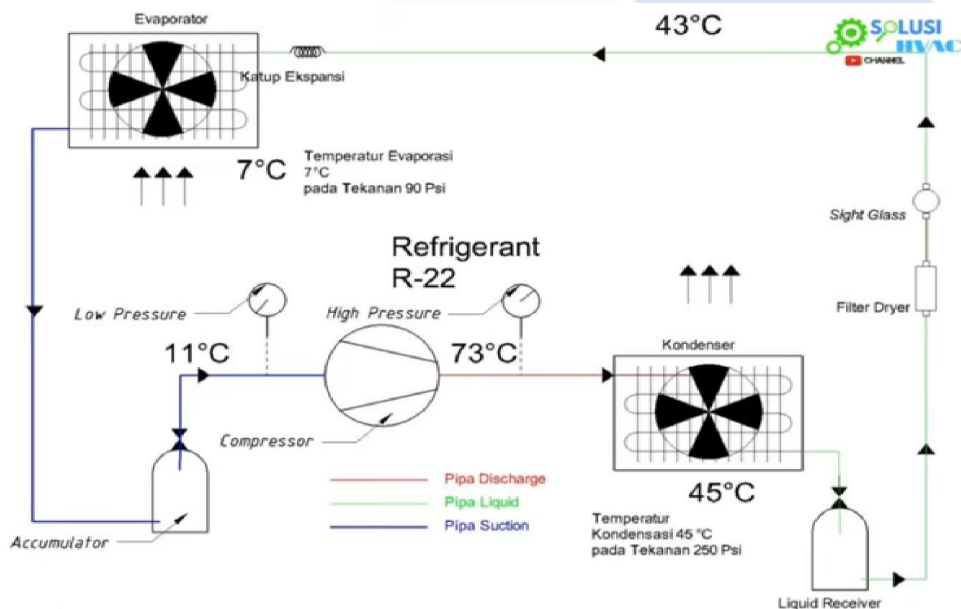 Evaporator
43°C
SOLUSI
HVAC
CHANNEL
Katup Ekspansi
7°C
Temperatur Evaporasi
7°C
pada Tekanan 90 Psi
Sight Glass
Refrigerant
R-22
Low Pressure
High Pressure
Filter Dryer
11°C
73°C
Kondenser
Compressor
Pipa Discharge
Pipa Liquid
Pipa Suction
45°C
Temperatur
Kondensasi 45 °C
pada Tekanan 250 Psi
Accumulator
Liquid Receiver